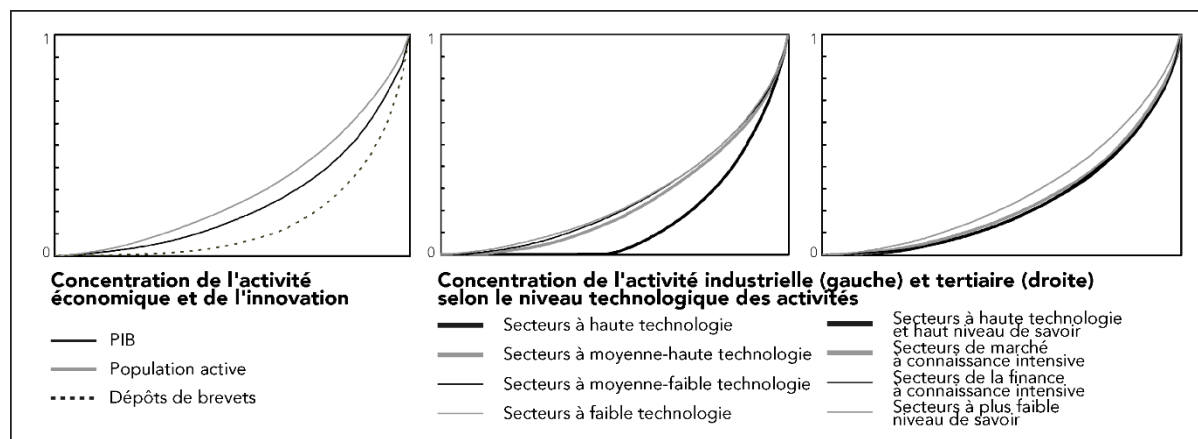 1
0
1
0
1
0
Concentration de l'activité
économique et de l'innovation
PIB
Population active
Dépôts de brevets
Concentration de l'activité industrielle (gauche) et tertiaire (droite)
selon le niveau technologique des activités
Secteurs à haute technologie
Secteurs à moyenne-haute technologie
Secteurs à moyenne-faible technologie
Secteurs à faible technologie
Secteurs à haute technologie
et haut niveau de savoir
Secteurs de marché
à connaissance intensive
Secteurs de la finance
à connaissance intensive
Secteurs à plus faible
niveau de savoir